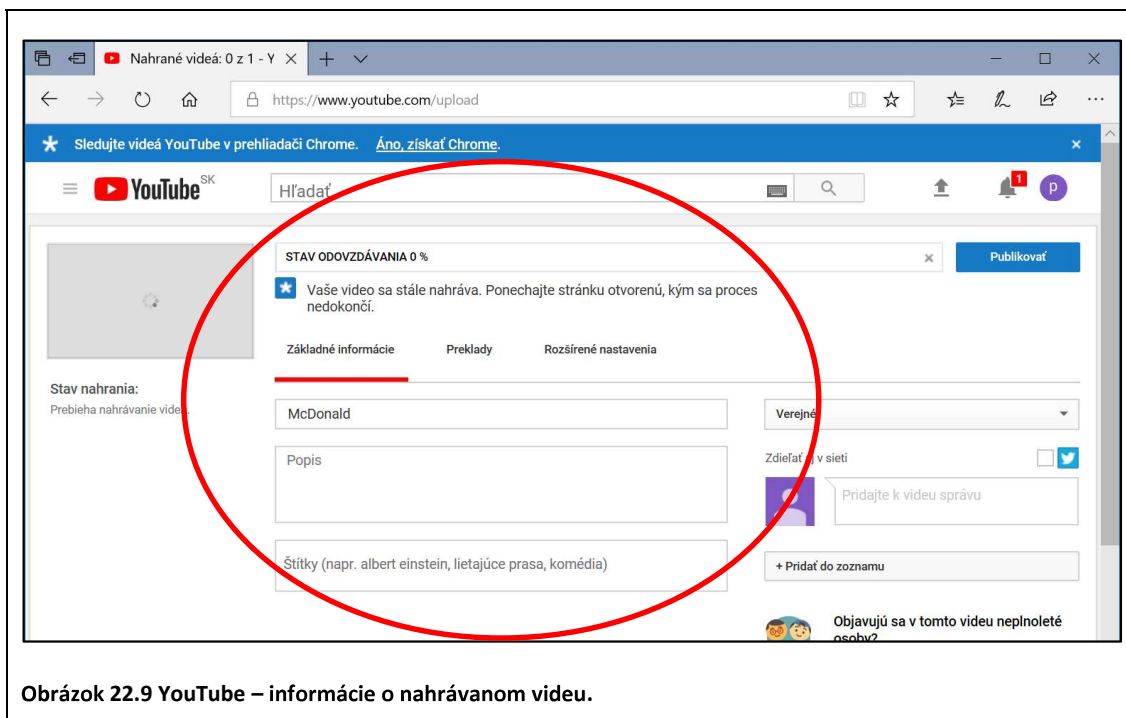 Nahrané videá: 0 z 1 - Y
https://www.youtube.com/upload
Sledujte videá YouTube v prehliadači Chrome. Áno, získať Chrome.
YouTube SK
Hľadať
1
p
STAV ODOVZDÁVANIA 0 %
Publikovať
Vaše video sa stále nahráva. Ponechajte stránku otvorenú, kým sa proces
nedokončí.
Základné informácie Preklady Rozšírené nastavenia
Stav nahrania:
Prebieha nahrávanie videa.
McDonald
Verejné
Popis
Zdieľať aj v sieti
Pridajte k videu správu
Štítky (napr. albert einstein, lietajúce prasa, komédia)
+ Pridať do zoznamu
Objavujú sa v tomto videu neplnoleté
osoby?
Obrázok 22.9 YouTube – informácie o nahrávanom videu.